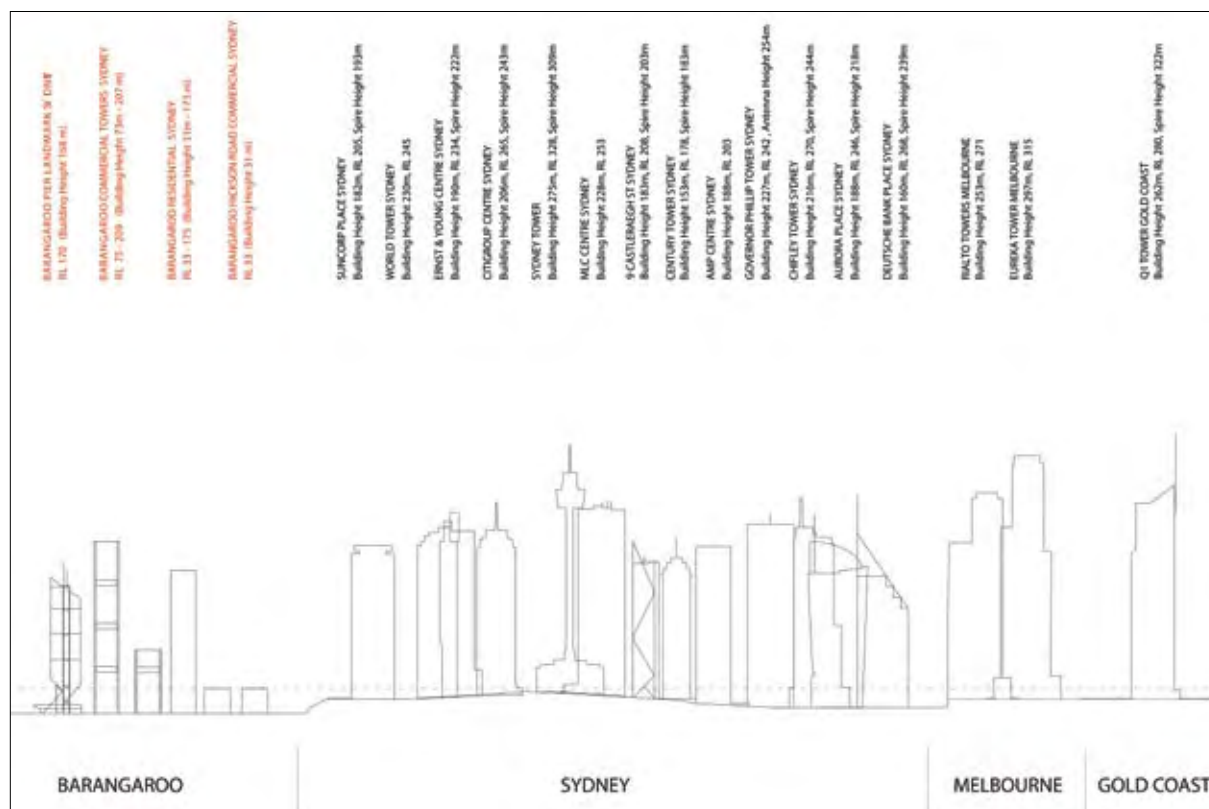 BARANGAROO PIER LANDMARK
RL 170 (Building Height 168 m)
BARANGAROO COMMERCIAL TOWERS SYDNEY
RL 75 - 209 (Building Height 73m - 207 m)
BARANGAROO RESIDENTIAL SYDNEY
RL 33 - 175 (Building Height 31m - 173 m)
BARANGAROO HICKSON ROAD COMMERCIAL SYDNEY
RL 33 (Building Height 31 m)
SUNCORP PLACE SYDNEY
Building Height 182m, RL 205, Spire Height 193m
WORLD TOWER SYDNEY
Building Height 230m, RL 245
ERNST & YOUNG CENTRE SYDNEY
Building Height 190m, RL 234, Spire Height 222m
CITIGROUP CENTRE SYDNEY
Building Height 206m, RL 265, Spire Height 243m
SYDNEY TOWER
Building Height 275m, RL 328, Spire Height 309m
MLC CENTRE SYDNEY
Building Height 228m, RL 253
9 CASTLERAEGH ST SYDNEY
Building Height 183m, RL 208, Spire Height 203m
CENTURY TOWER SYDNEY
Building Height 153m, RL 178, Spire Height 183m
AMP CENTRE SYDNEY
Building Height 188m, RL 203
GOVERNOR PHILLIP TOWER SYDNEY
Building Height 227m, RL 242 , Antenna Height 254m
CHIFLEY TOWER SYDNEY
Building Height 216m, RL 270, Spire Height 244m
AURORA PLACE SYDNEY
Building Height 188m, RL 246, Spire Height 218m
DEUTSCHE BANK PLACE SYDNEY
Building Height 160m, RL 268, Spire Height 239m
RIALTO TOWERS MELBOURNE
Building Height 253m, RL 271
EUREKA TOWER MELBOURNE
Building Height 297m, RL 315
Q1 TOWER GOLD COAST
Building Height 262m, RL 280, Spire Height 322m
BARANGAROO
SYDNEY
MELBOURNE
GOLD COAST